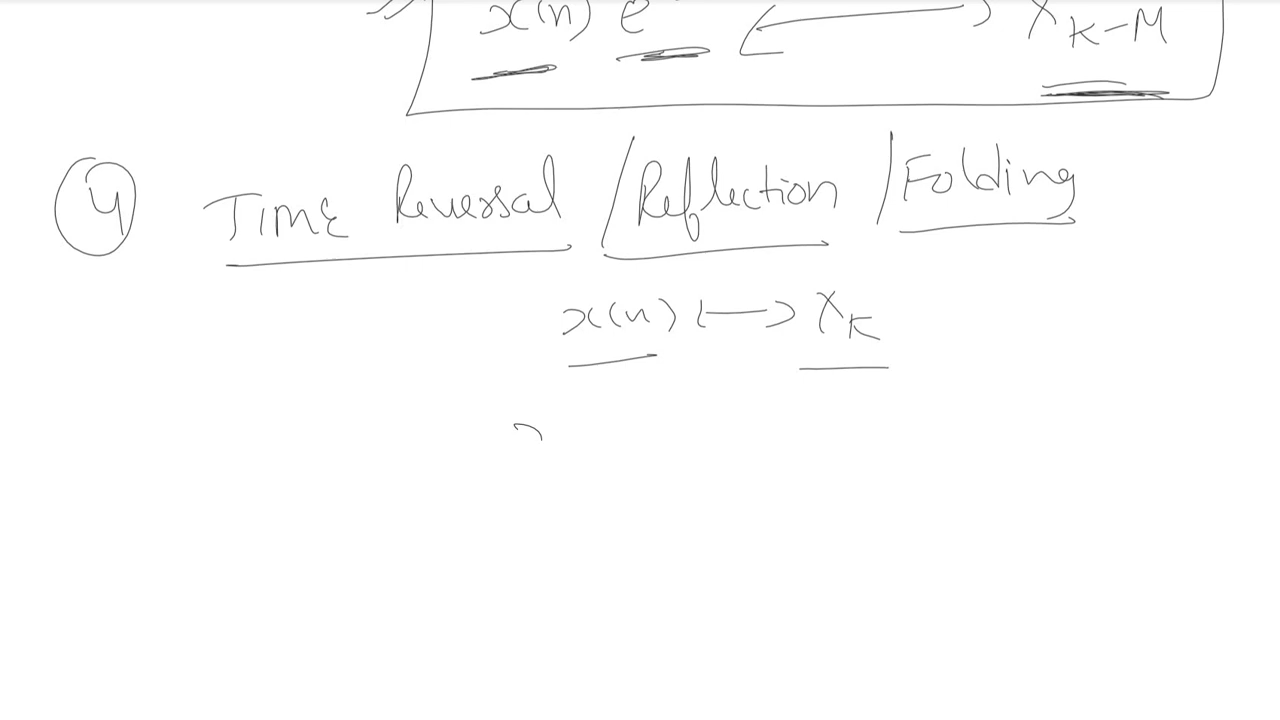 x(n) e ⟷ X_{K-M}
④ TIME Reversal / Reflection / Folding
x(n) ⟷ X_K